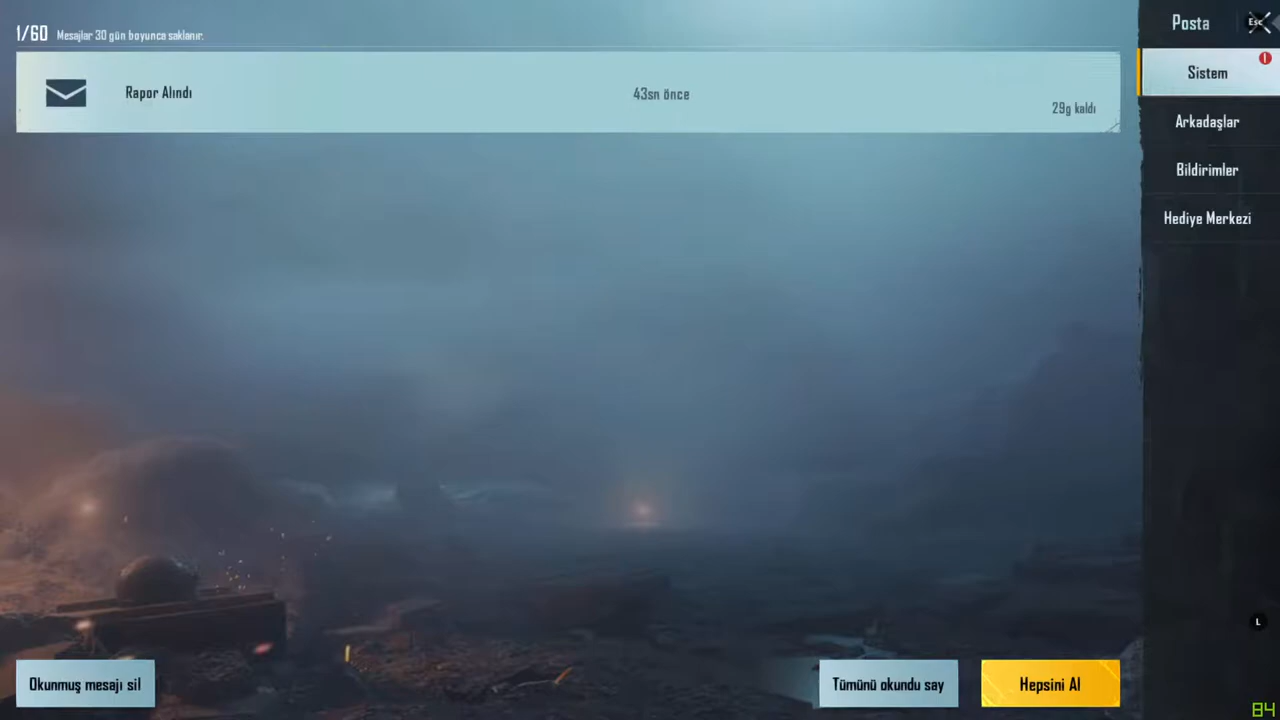 1/60 Mesajlar 30 gün boyunca saklanır.
Posta
Esc
Rapor Alındı
43sn önce
29g kaldı
Sistem
!
Arkadaşlar
Bildirimler
Hediye Merkezi
L
Okunmuş mesajı sil
Tümünü okundu say
Hepsini Al
84